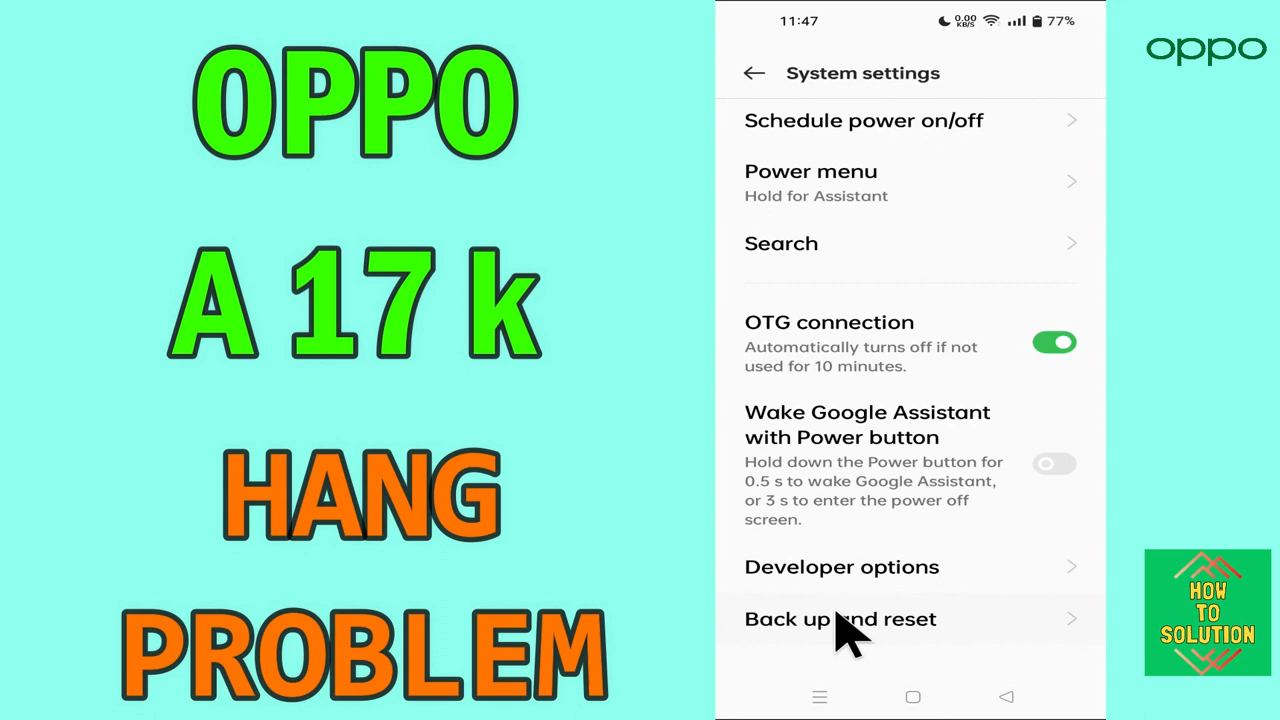 OPPO
A 17 k
HANG
PROBLEM
11:47
0.00
KB/S
77%
System settings
Schedule power on/off
Power menu
Hold for Assistant
Search
OTG connection
Automatically turns off if not
used for 10 minutes.
Wake Google Assistant
with Power button
Hold down the Power button for
0.5 s to wake Google Assistant,
or 3 s to enter the power off
screen.
Developer options
Back up and reset
oppo
HOW
TO
SOLUTION